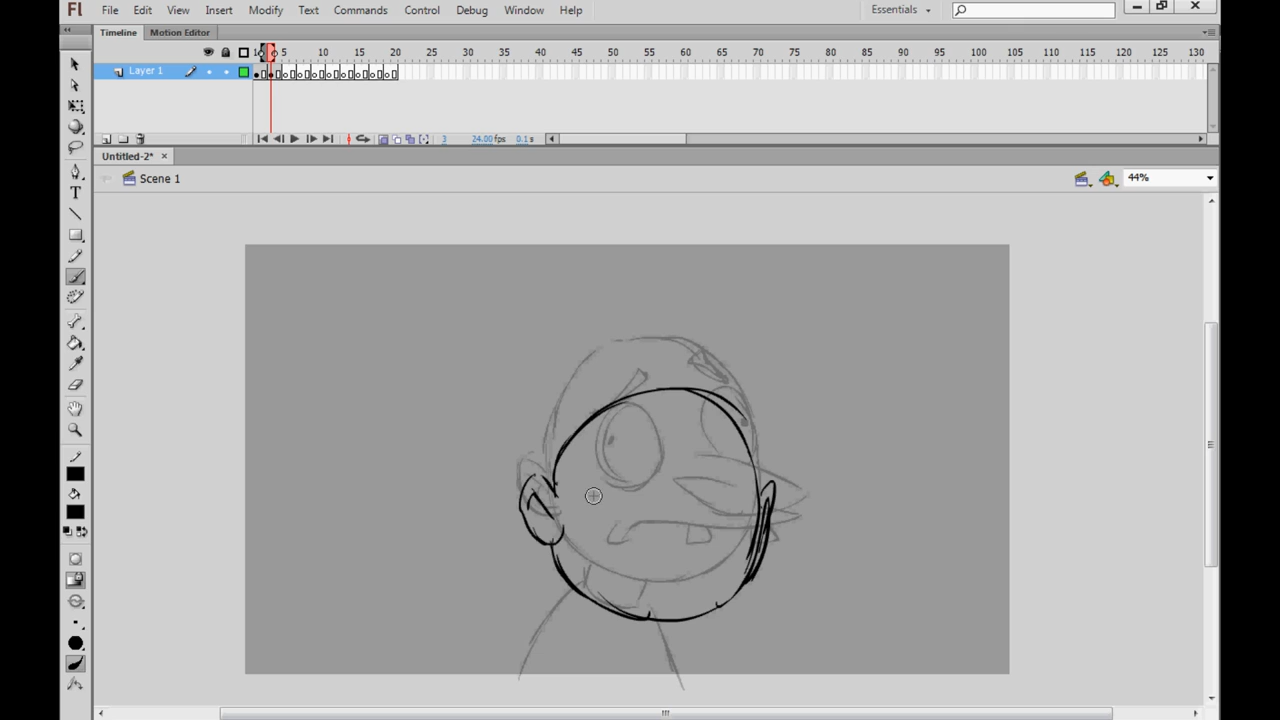 Fl File Edit View Insert Modify Text Commands Control Debug Window Help Essentials
Timeline Motion Editor
5 10 15 20 25 30 35 40 45 50 55 60 65 70 75 80 85 90 95 100 105 110 115 120 125 130
Layer 1
3 24.00 fps 0.1 s
Untitled-2*
Scene 1 44%
T